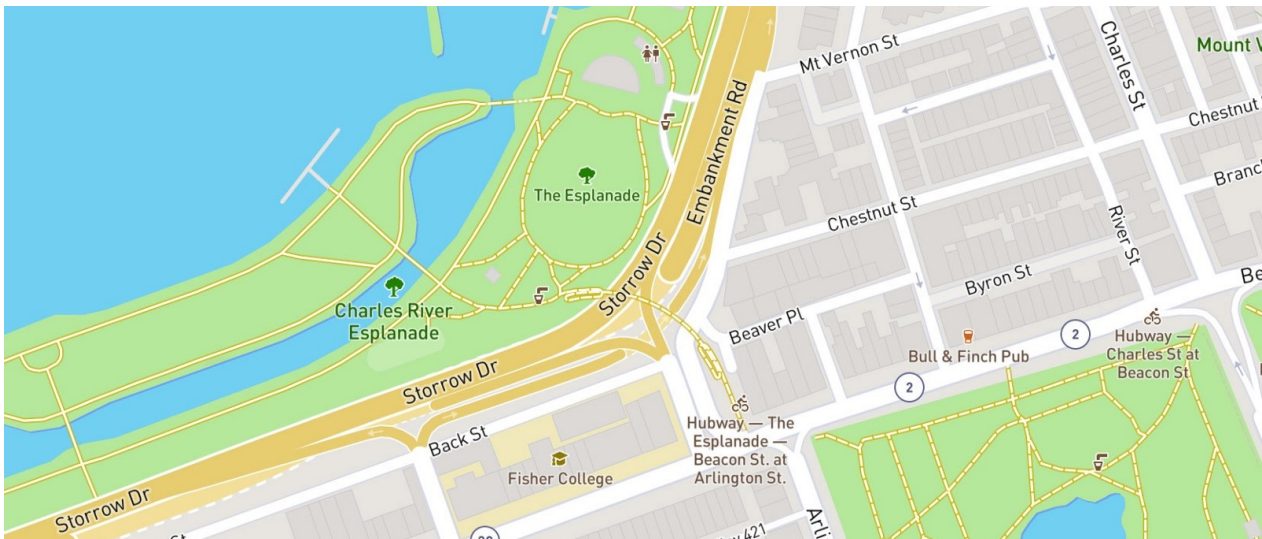 Mt Vernon St
Charles St
Mount V
Chestnut
Embankment Rd
The Esplanade
Chestnut St
Branc
River St
Storrow Dr
Byron St
Be
Charles River
Esplanade
Beaver Pl
Hubway —
Charles St at
Beacon St
2
Bull & Finch Pub
2
Storrow Dr
Hubway — The
Esplanade —
Beacon St. at
Arlington St.
Back St
Fisher College
Storrow Dr
St
Arli
421